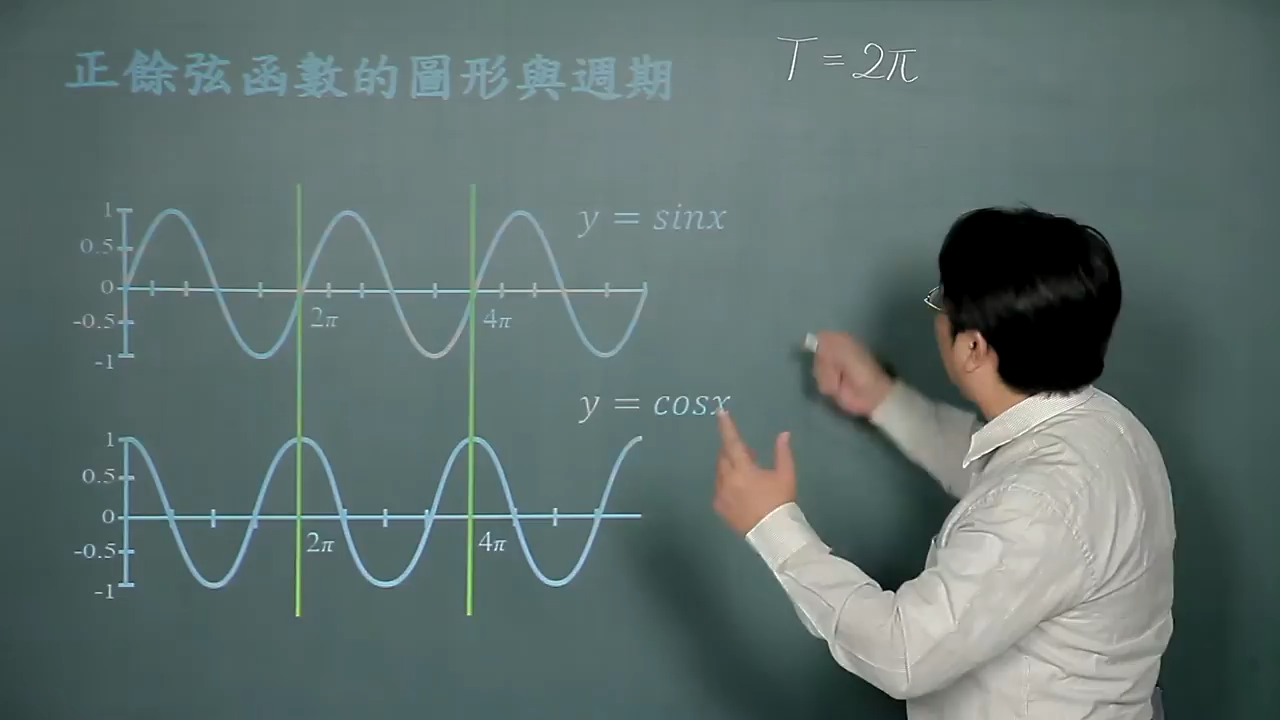 正餘弦函數的圖形與週期
T = 2π
1
0.5
0
-0.5
-1
2π
4π
y = sinx
y = cosx
1
0.5
0
-0.5
-1
2π
4π